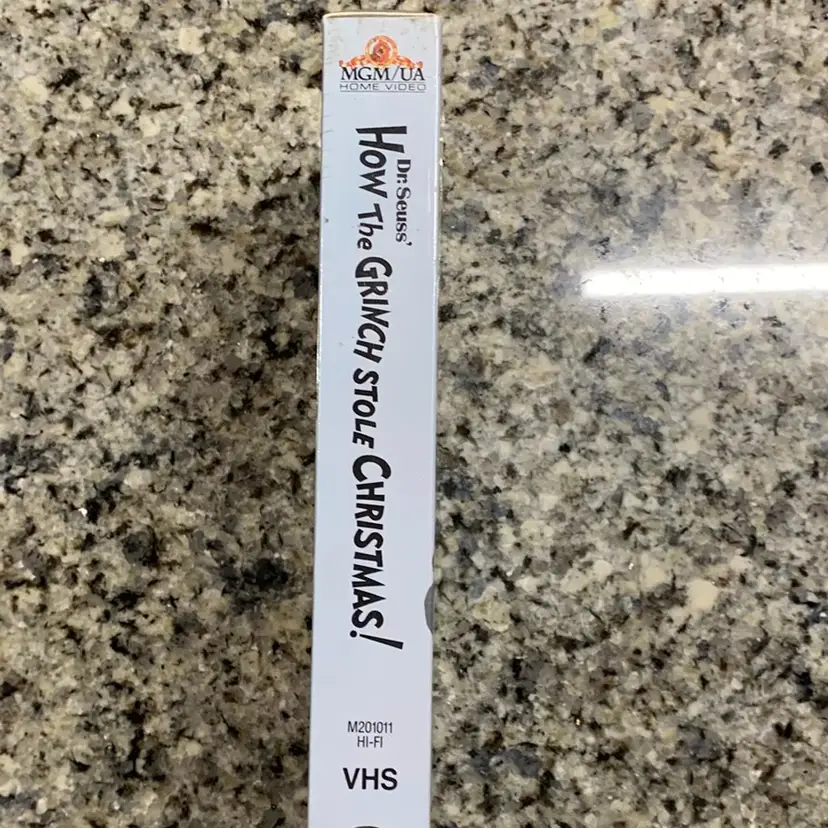 MGM/UA
HOME VIDEO
Dr. Seuss'
HOW The GRINCH STOLE CHRISTMAS!
M201011
HI-FI
VHS